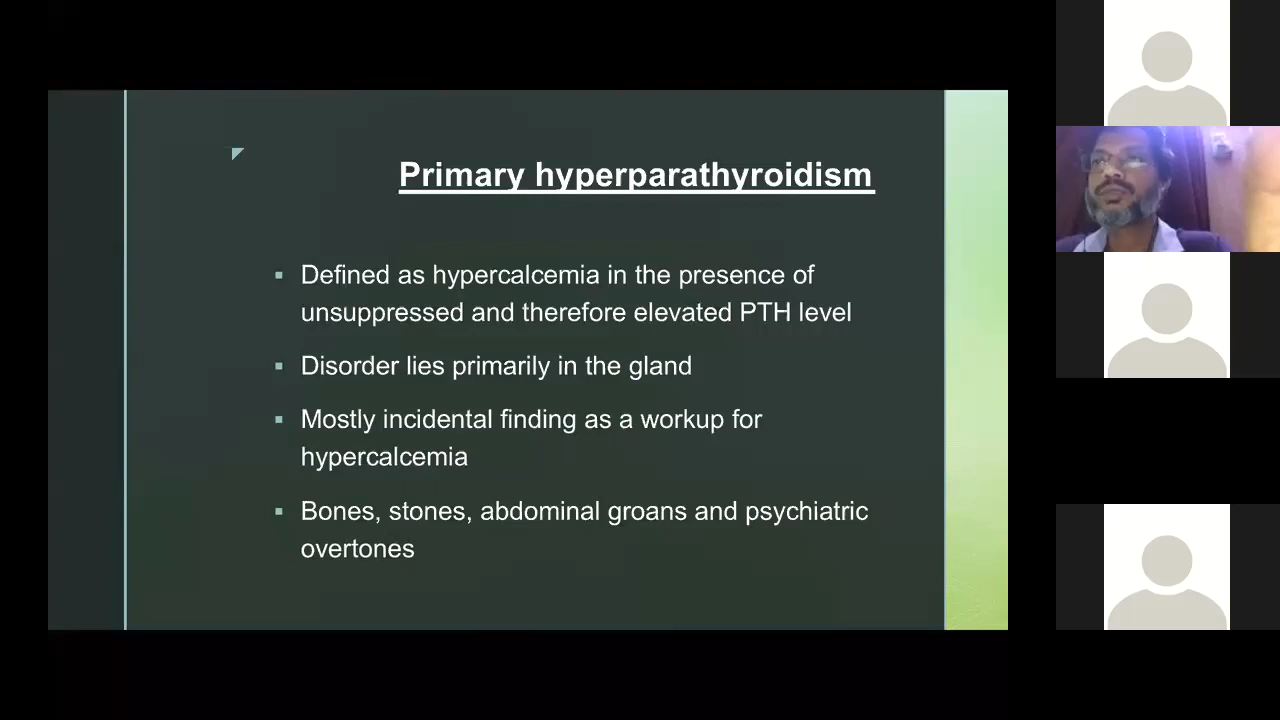 Primary hyperparathyroidism
Defined as hypercalcemia in the presence of
unsuppressed and therefore elevated PTH level
Disorder lies primarily in the gland
Mostly incidental finding as a workup for
hypercalcemia
Bones, stones, abdominal groans and psychiatric
overtones